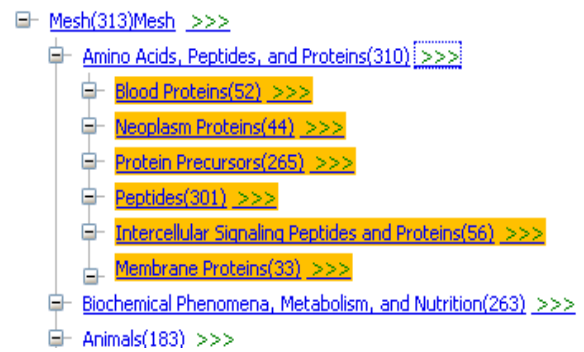 Mesh(313)Mesh >>>
Amino Acids, Peptides, and Proteins(310) >>>
Blood Proteins(52) >>>
Neoplasm Proteins(44) >>>
Protein Precursors(265) >>>
Peptides(301) >>>
Intercellular Signaling Peptides and Proteins(56) >>>
Membrane Proteins(33) >>>
Biochemical Phenomena, Metabolism, and Nutrition(263) >>>
Animals(183) >>>